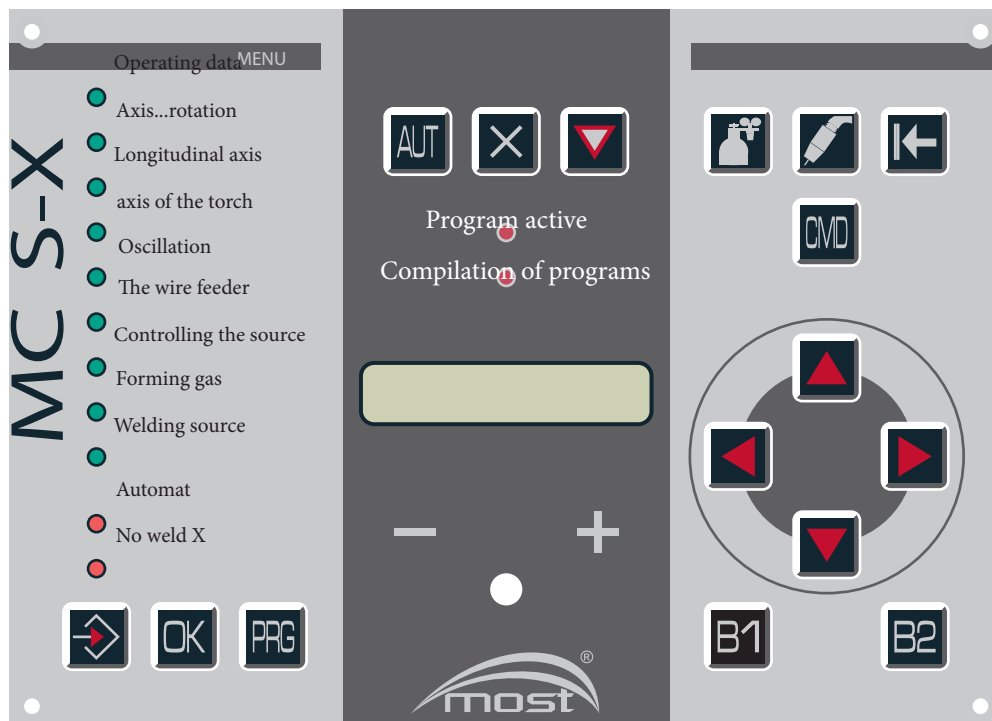 MENU
Operating data
Axis...rotation
Longitudinal axis
axis of the torch
Oscillation
The wire feeder
Controlling the source
Forming gas
Welding source
Automat
No weld X
MC S-X
OK
PRG
AUT
Program active
Compilation of programs
most®
CMD
B1
B2